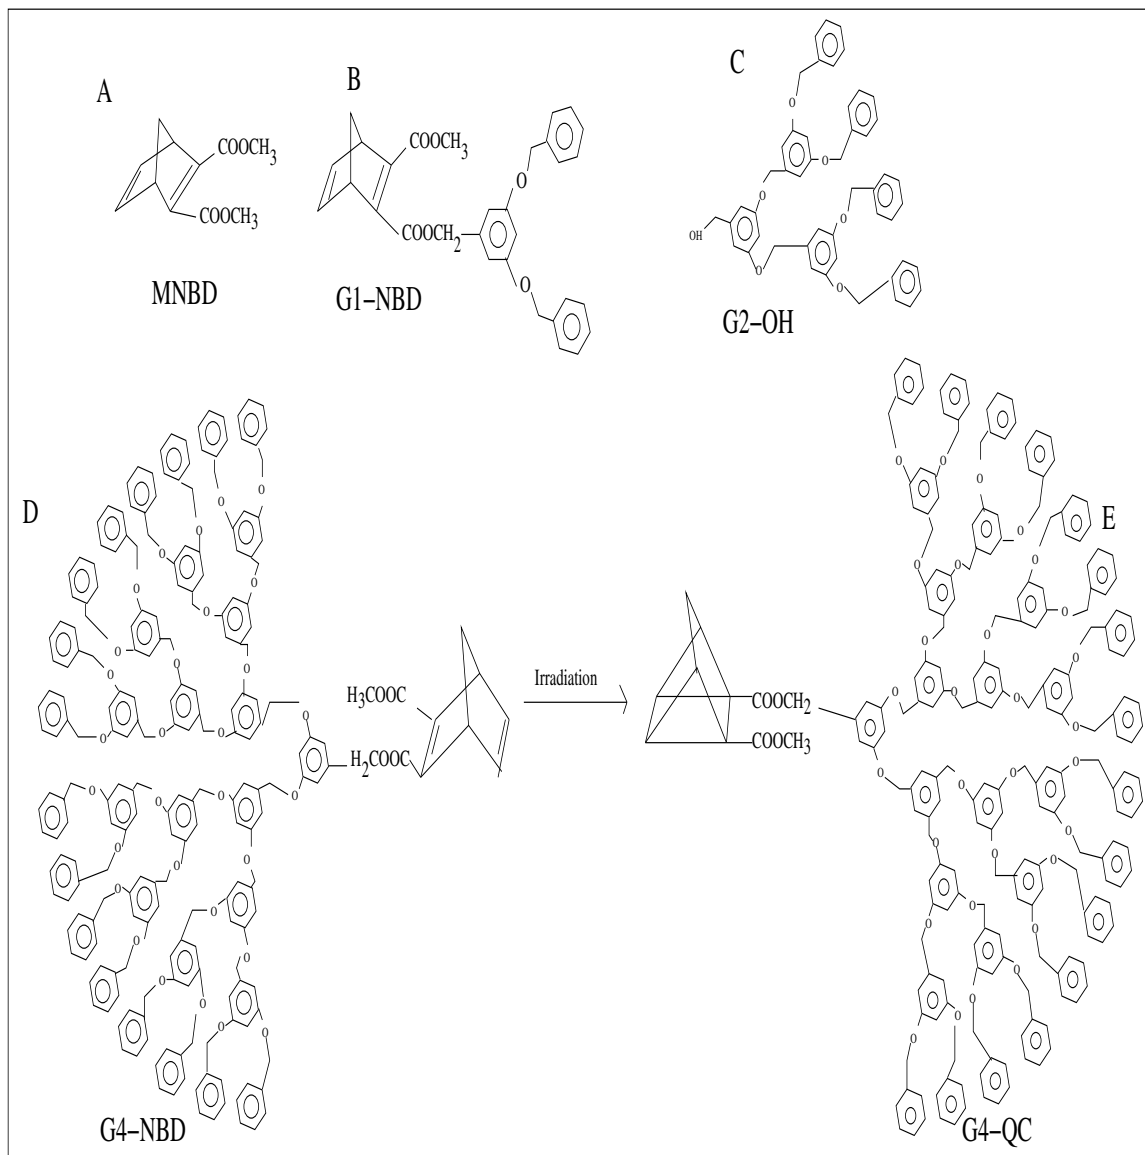 A
COOCH3
COOCH3
MNBD
B
COOCH3
COOCH2
O
O
G1–NBD
C
O
O
O
O
O
O
OH
G2–OH
D
H3COOC
H2COOC
G4–NBD
Irradiation
E
COOCH2
COOCH3
G4–QC